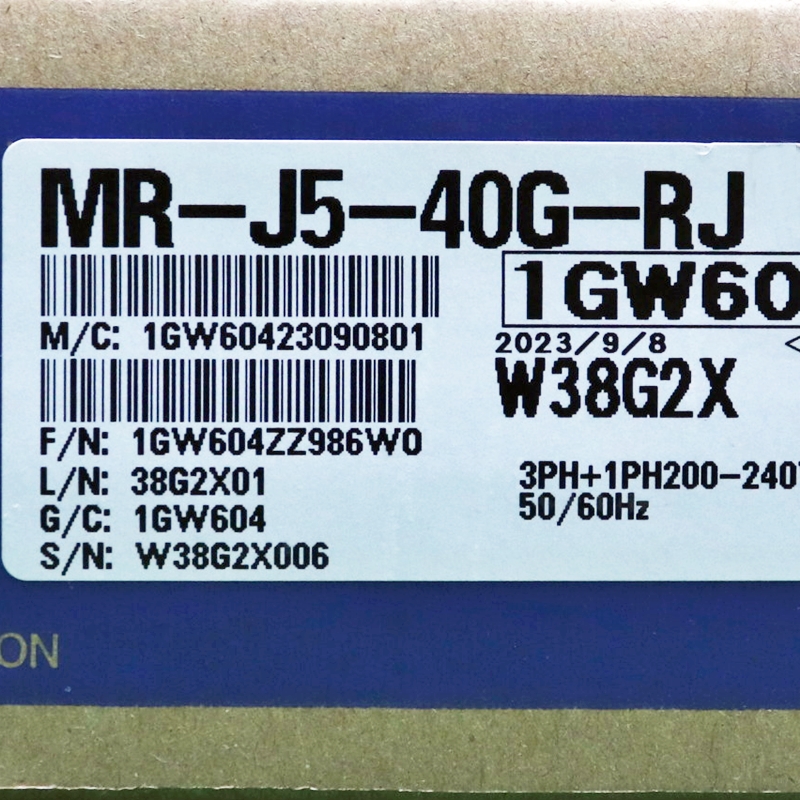 MR-J5-40G-RJ
1GW60
M/C: 1GW60423090801
2023/9/8 <
W38G2X
F/N: 1GW604ZZ986W0
L/N: 38G2X01
3PH+1PH200-240
G/C: 1GW604
50/60Hz
S/N: W38G2X006
ON